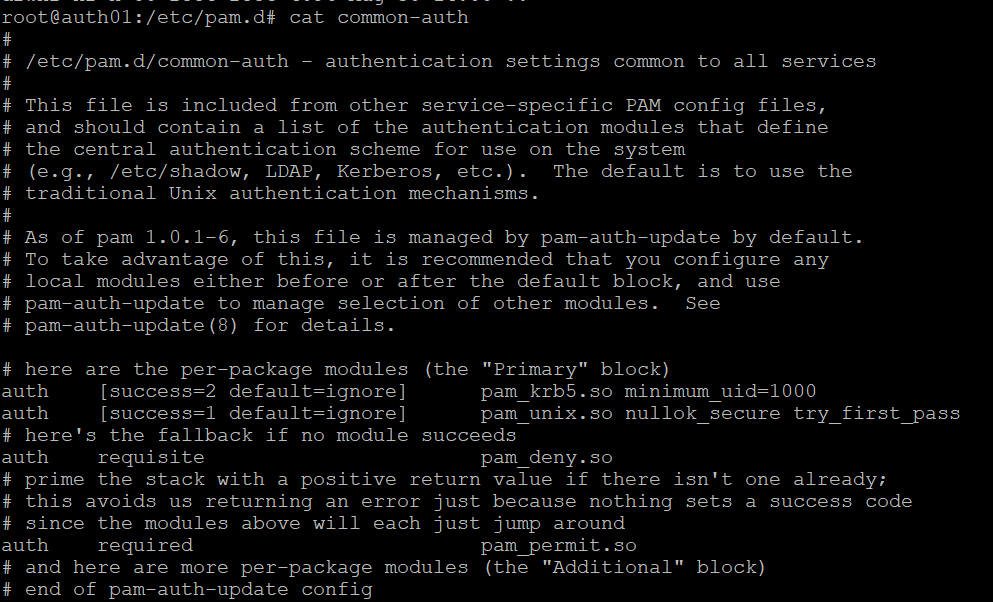 root@auth01:/etc/pam.d# cat common-auth
#
# /etc/pam.d/common-auth - authentication settings common to all services
#
# This file is included from other service-specific PAM config files,
# and should contain a list of the authentication modules that define
# the central authentication scheme for use on the system
# (e.g., /etc/shadow, LDAP, Kerberos, etc.).  The default is to use the
# traditional Unix authentication mechanisms.
#
# As of pam 1.0.1-6, this file is managed by pam-auth-update by default.
# To take advantage of this, it is recommended that you configure any
# local modules either before or after the default block, and use
# pam-auth-update to manage selection of other modules.  See
# pam-auth-update(8) for details.

# here are the per-package modules (the "Primary" block)
auth    [success=2 default=ignore]      pam_krb5.so minimum_uid=1000
auth    [success=1 default=ignore]      pam_unix.so nullok_secure try_first_pass
# here's the fallback if no module succeeds
auth    requisite                       pam_deny.so
# prime the stack with a positive return value if there isn't one already;
# this avoids us returning an error just because nothing sets a success code
# since the modules above will each just jump around
auth    required                        pam_permit.so
# and here are more per-package modules (the "Additional" block)
# end of pam-auth-update config